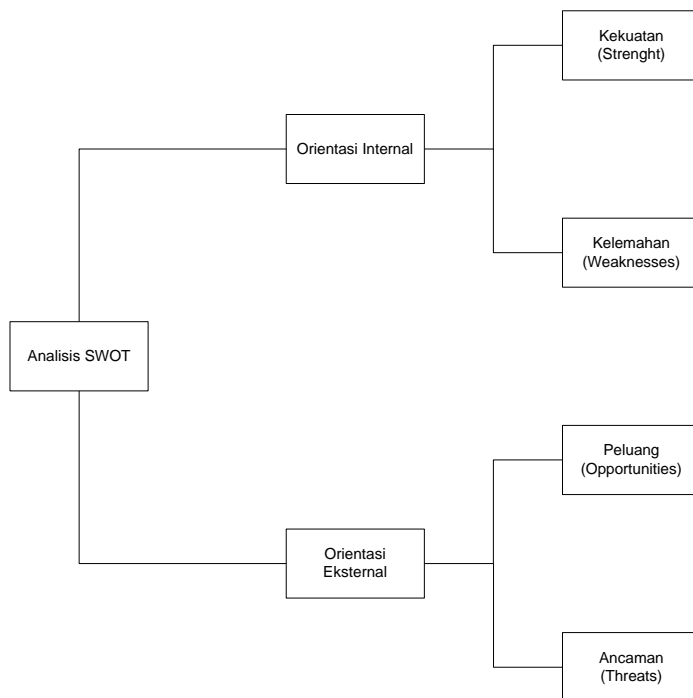 Kekuatan
(Strenght)
Orientasi Internal
Kelemahan
(Weaknesses)
Analisis SWOT
Peluang
(Opportunities)
Orientasi
Eksternal
Ancaman
(Threats)